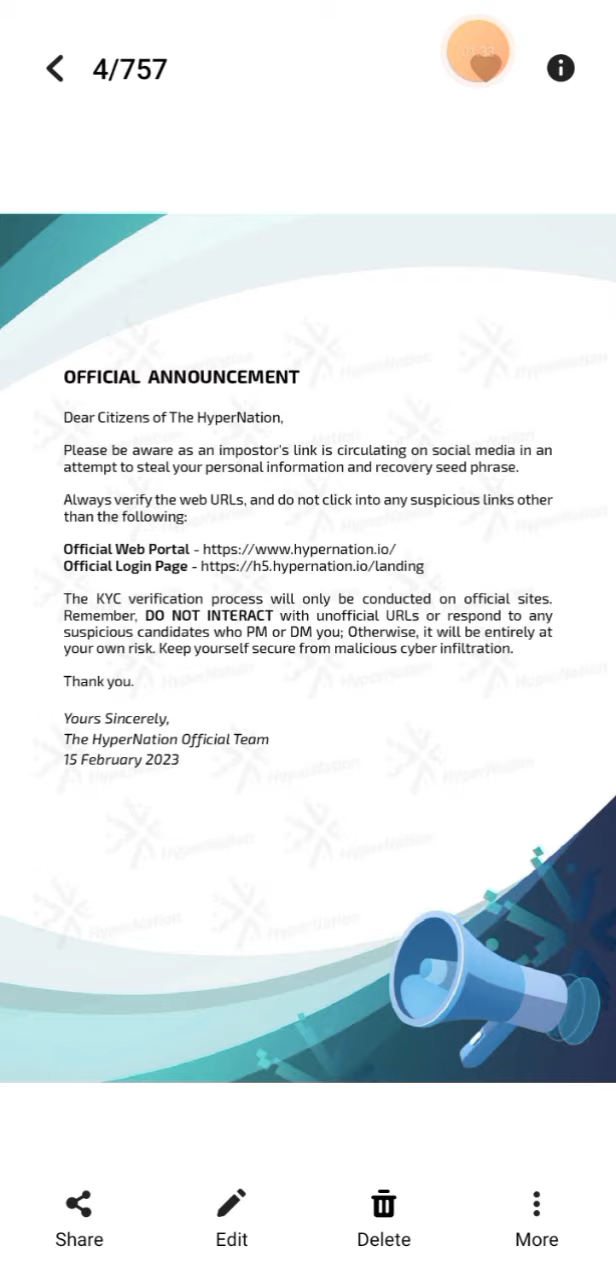 4/757
OFFICIAL ANNOUNCEMENT
Dear Citizens of The HyperNation,
Please be aware as an impostor's link is circulating on social media in an
attempt to steal your personal information and recovery seed phrase.
Always verify the web URLs, and do not click into any suspicious links other
than the following:
Official Web Portal - https://www.hypernation.io/
Official Login Page - https://h5.hypernation.io/landing
The KYC verification process will only be conducted on official sites.
Remember, DO NOT INTERACT with unofficial URLs or respond to any
suspicious candidates who PM or DM you; Otherwise, it will be entirely at
your own risk. Keep yourself secure from malicious cyber infiltration.
Thank you.
Yours Sincerely,
The HyperNation Official Team
15 February 2023
HyperNation
Share Edit Delete More